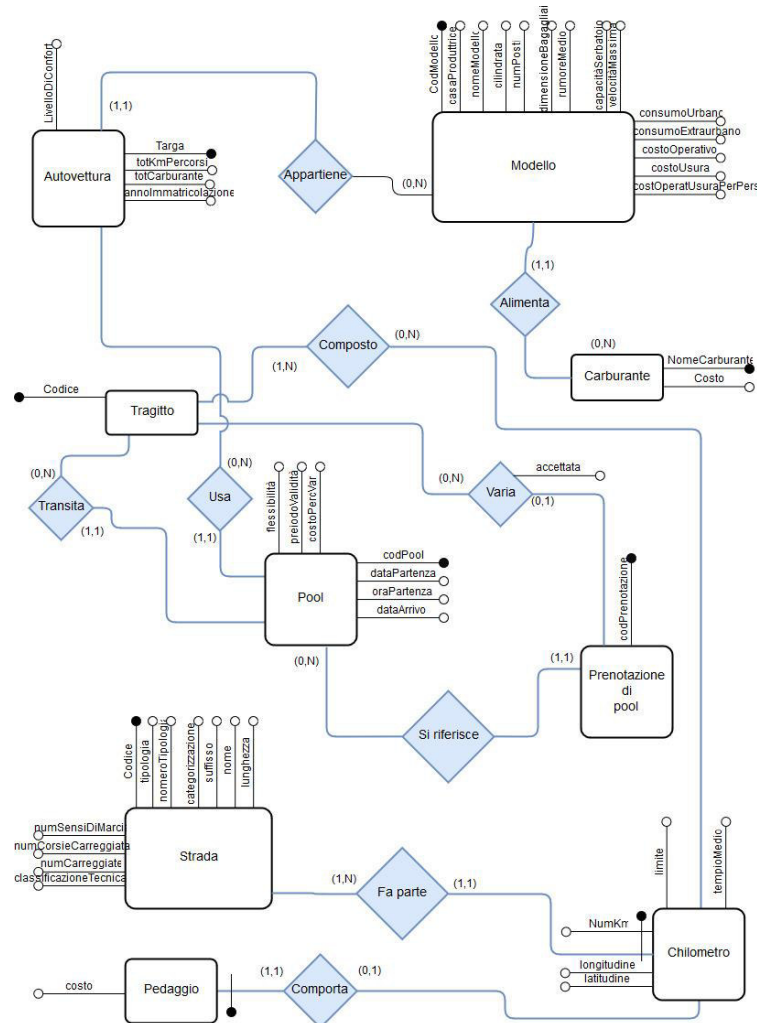 LivelloDiConfort
(1,1)
Autovettura
Targa
totKmPercorsi
totCarburante
annoImmatricolazione
Appartiene
(0,N)
CodModello
casaProduttrice
nomeModello
cilindrata
numPosti
dimensioneBagagliai
rumoreMedio
capacitàSerbatoio
velocitàMassima
Modello
consumoUrbano
consumoExtraurbano
costoOperativo
costoUsura
costOperatUsuraPerPers
(1,1)
Alimenta
(0,N)
Carburante
NomeCarburante
Costo
Composto
(0,N)
(1,N)
Codice
Tragitto
(0,N)
Transita
(1,1)
(0,N)
Usa
(1,1)
(0,N)
Varia
accettata
(0,1)
flessibilità
preiodoValidità
costoPercVar
Pool
codPool
dataPartenza
oraPartenza
dataArrivo
(0,N)
codPrenotazione
(1,1)
Prenotazione
di
pool
Si riferisce
Codice
tipologia
nomeroTipologli
categorizzazione
suffisso
nome
lunghezza
numSensiDiMarcia
numCorsieCarreggiata
numCarreggiate
classificazioneTecnica
Strada
(1,N)
Fa parte
(1,1)
limite
tempioMedio
NumKm
longitudine
latitudine
Chilometro
costo
Pedaggio
(1,1)
Comporta
(0,1)